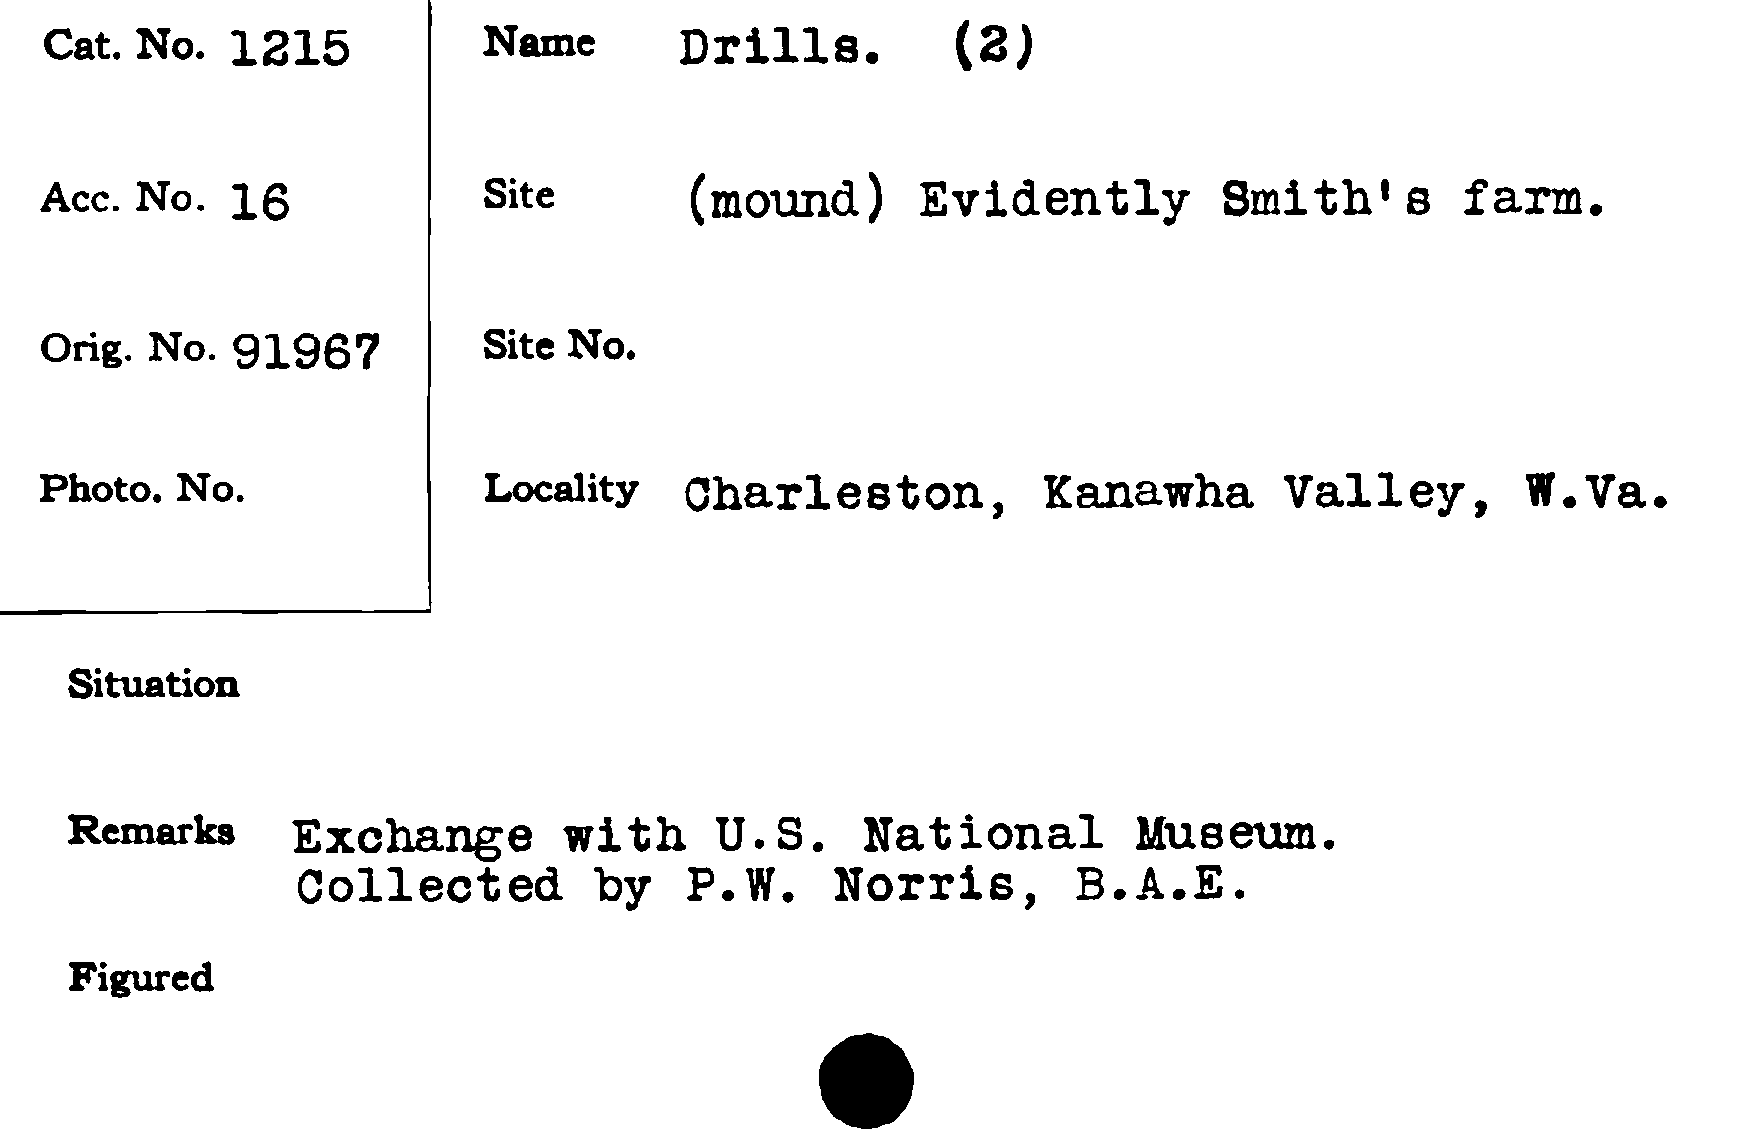 Cat. No. 1215
Name Drills. (2)
Acc. No. 16
Site (mound) Evidently Smith's farm.
Orig. No. 91967
Site No.
Photo. No.
Locality Charleston, Kanawha Valley, W.Va.
Situation
Remarks Exchange with U.S. National Museum.
Collected by P.W. Norris, B.A.E.
Figured